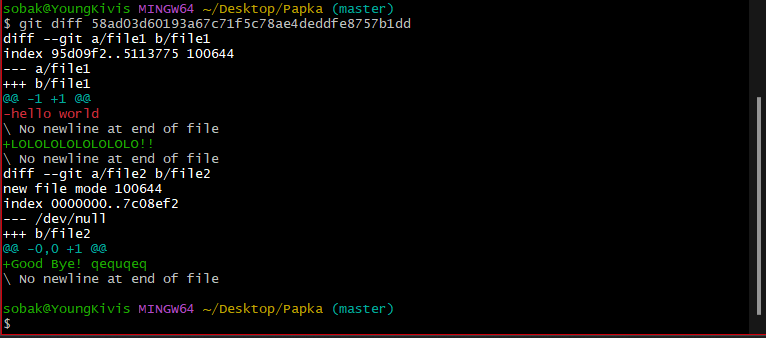 sobak@YoungKivis MINGW64 ~/Desktop/Papka (master)
$ git diff 58ad03d60193a67c71f5c78ae4deddfe8757b1dd
diff --git a/file1 b/file1
index 95d09f2..5113775 100644
--- a/file1
+++ b/file1
@@ -1 +1 @@
-hello world
\ No newline at end of file
+LOLOLOLOLOLOLOLO!!
\ No newline at end of file
diff --git a/file2 b/file2
new file mode 100644
index 0000000..7c08ef2
--- /dev/null
+++ b/file2
@@ -0,0 +1 @@
+Good Bye! qequqeq
\ No newline at end of file
sobak@YoungKivis MINGW64 ~/Desktop/Papka (master)
$